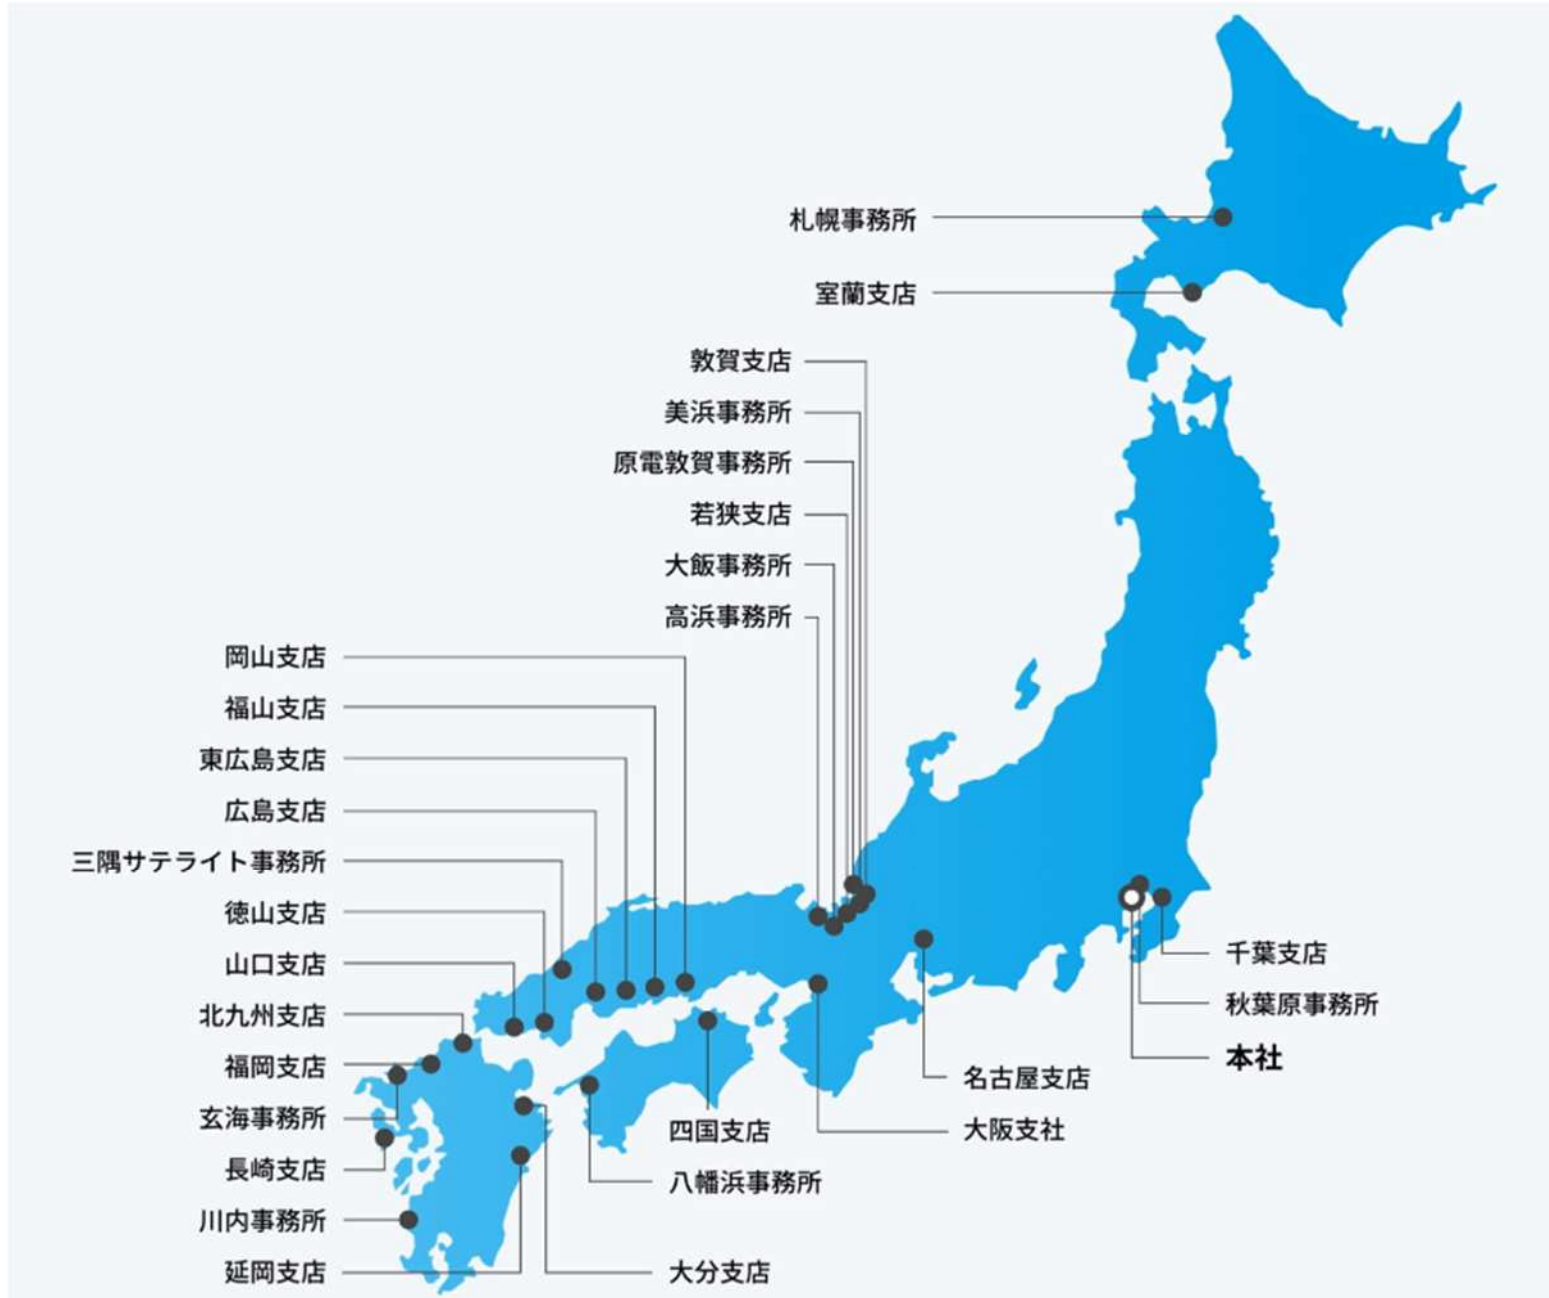 札幌事務所
室蘭支店
敦賀支店
美浜事務所
原電敦賀事務所
若狭支店
大飯事務所
高浜事務所
岡山支店
福山支店
東広島支店
広島支店
三隅サテライト事務所
徳山支店
山口支店
北九州支店
福岡支店
玄海事務所
長崎支店
川内事務所
延岡支店
大分支店
八幡浜事務所
四国支店
大阪支社
名古屋支店
本社
秋葉原事務所
千葉支店